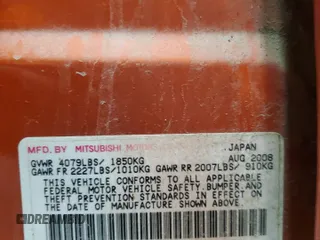 MFD BY MITSUBISHI MOTORS JAPAN
GVWR 4079LBS/ 1850KG AUG 2008
GAWR FR 2227LBS/1010KG GAWR RR 2007LBS/ 910KG
THIS VEHICLE CONFORMS TO ALL APPLICABLE
FEDERAL MOTOR VEHICLE SAFETY, BUMPER, AND
THEFT PREVENTION STANDARDS IN EFFECT ON
THE DATE OF MANUFACTURE SHOWN ABOVE.
COPART